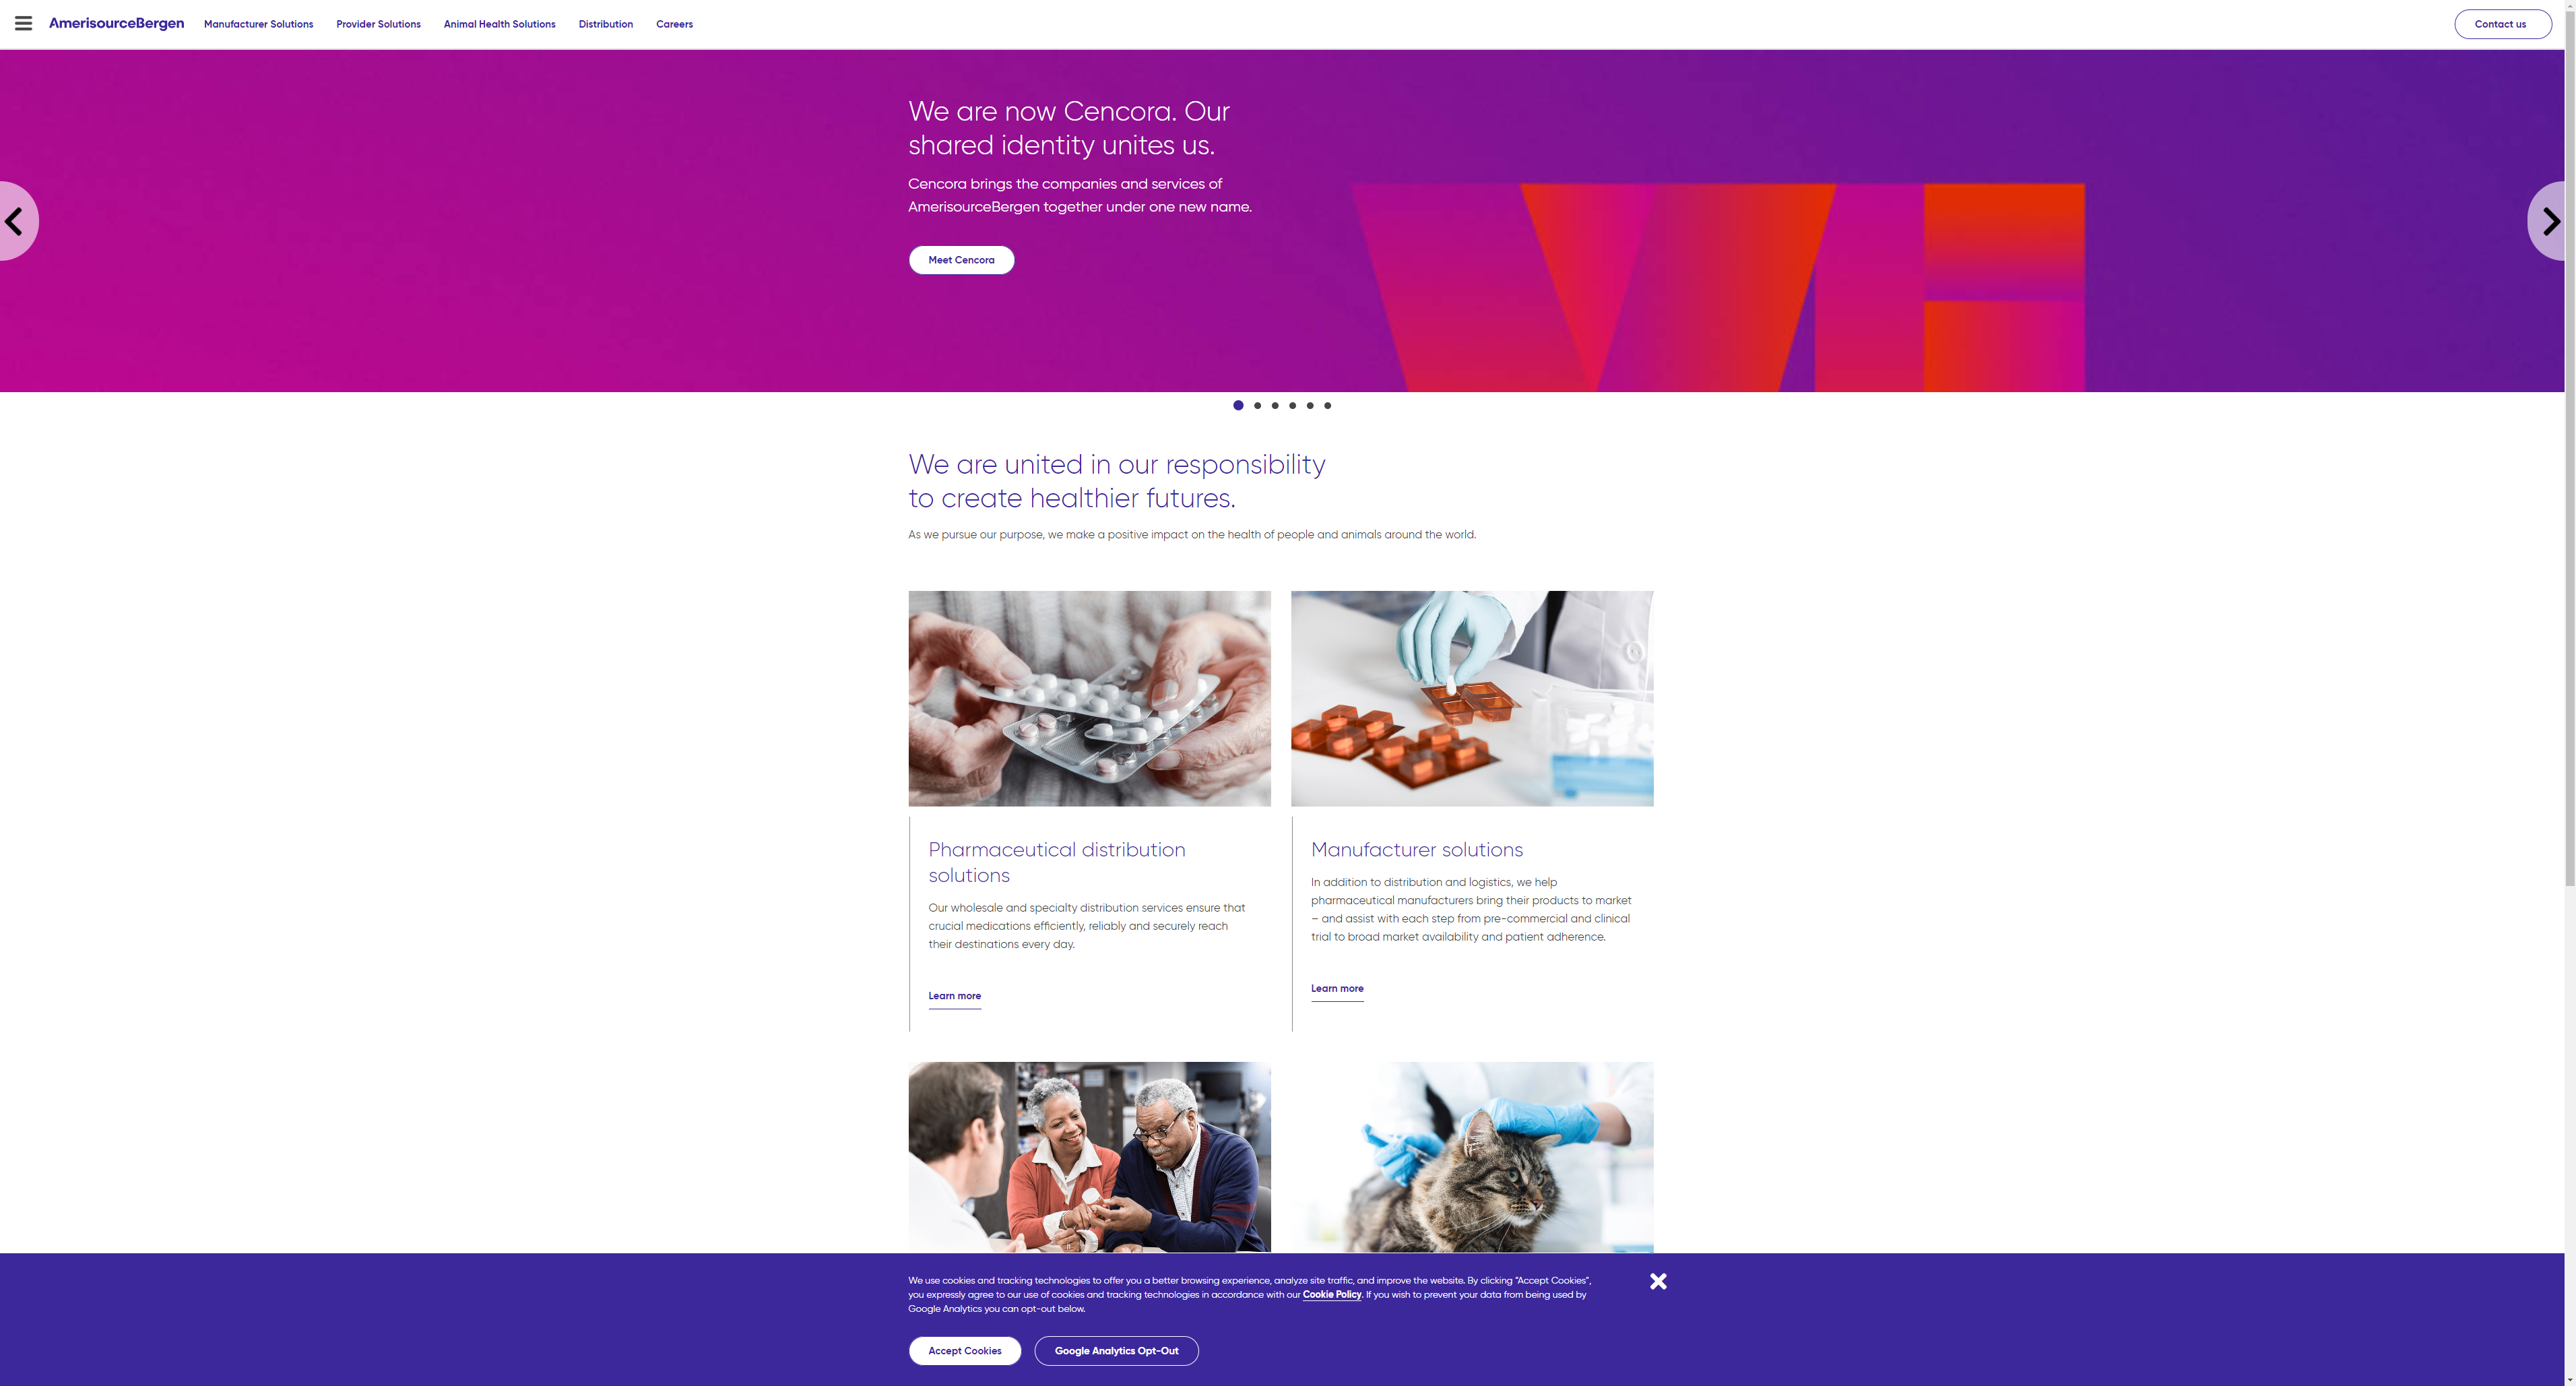 AmerisourceBergen
Manufacturer Solutions
Provider Solutions
Animal Health Solutions
Distribution
Careers
Contact us
We are now Cencora. Our
shared identity unites us.
Cencora brings the companies and services of
AmerisourceBergen together under one new name.
Meet Cencora
We are united in our responsibility
to create healthier futures.
As we pursue our purpose, we make a positive impact on the health of people and animals around the world.
Pharmaceutical distribution
solutions
Our wholesale and specialty distribution services ensure that
crucial medications efficiently, reliably and securely reach
their destinations every day.
Learn more
Manufacturer solutions
In addition to distribution and logistics, we help
pharmaceutical manufacturers bring their products to market
– and assist with each step from pre-commercial and clinical
trial to broad market availability and patient adherence.
Learn more
We use cookies and tracking technologies to offer you a better browsing experience, analyze site traffic, and improve the website. By clicking “Accept Cookies”,
you expressly agree to our use of cookies and tracking technologies in accordance with our Cookie Policy. If you wish to prevent your data from being used by
Google Analytics you can opt-out below.
Accept Cookies
Google Analytics Opt-Out